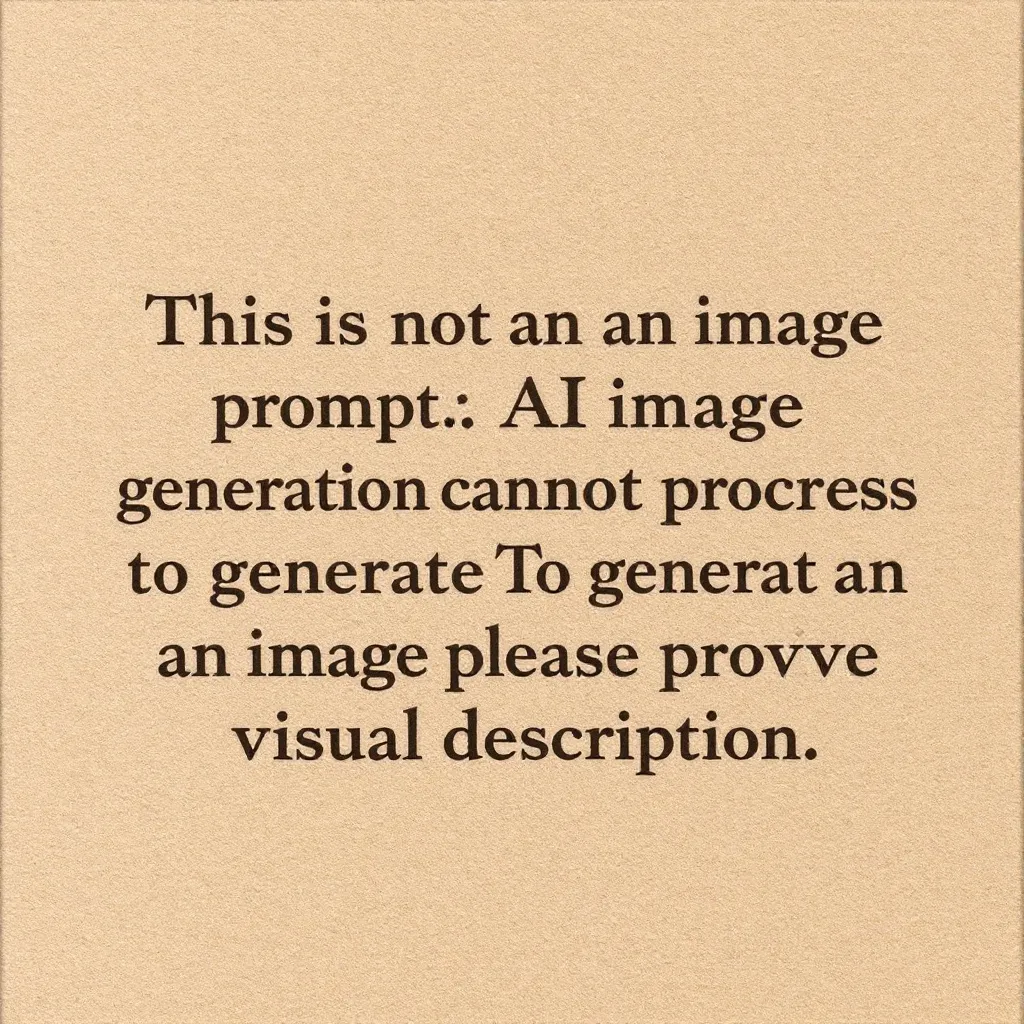 This is not an an image
prompt.: AI image
generation cannot procress
to generate To generat an
an image please provve
visual description.